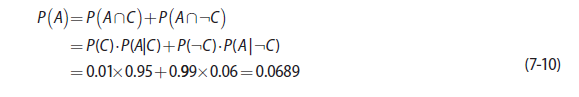 P(A)=P(A∩C)+P(A∩¬C)
=P(C)·P(A|C)+P(¬C)·P(A|¬C)
=0.01×0.95+0.99×0.06=0.0689
(7-10)